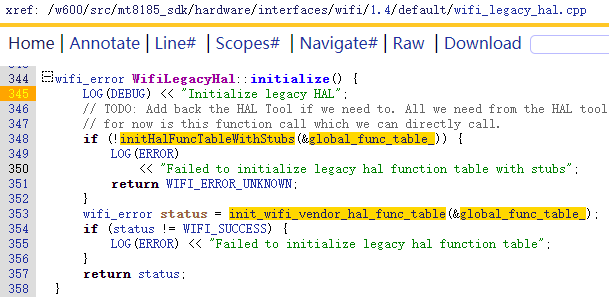 xref: /w600/src/mt8185_sdk/hardware/interfaces/wifi/1.4/default/wifi_legacy_hal.cpp
Home | Annotate | Line# | Scopes# | Navigate# | Raw | Download
344 wifi_error WifiLegacyHal::initialize() {
345     LOG(DEBUG) << "Initialize legacy HAL";
346     // TODO: Add back the HAL Tool if we need to. All we need from the HAL tool
347     // for now is this function call which we can directly call.
348     if (!initHalFuncTableWithStubs(&global_func_table_)) {
349         LOG(ERROR)
350             << "Failed to initialize legacy hal function table with stubs";
351         return WIFI_ERROR_UNKNOWN;
352     }
353     wifi_error status = init_wifi_vendor_hal_func_table(&global_func_table_);
354     if (status != WIFI_SUCCESS) {
355         LOG(ERROR) << "Failed to initialize legacy hal function table";
356     }
357     return status;
358 }